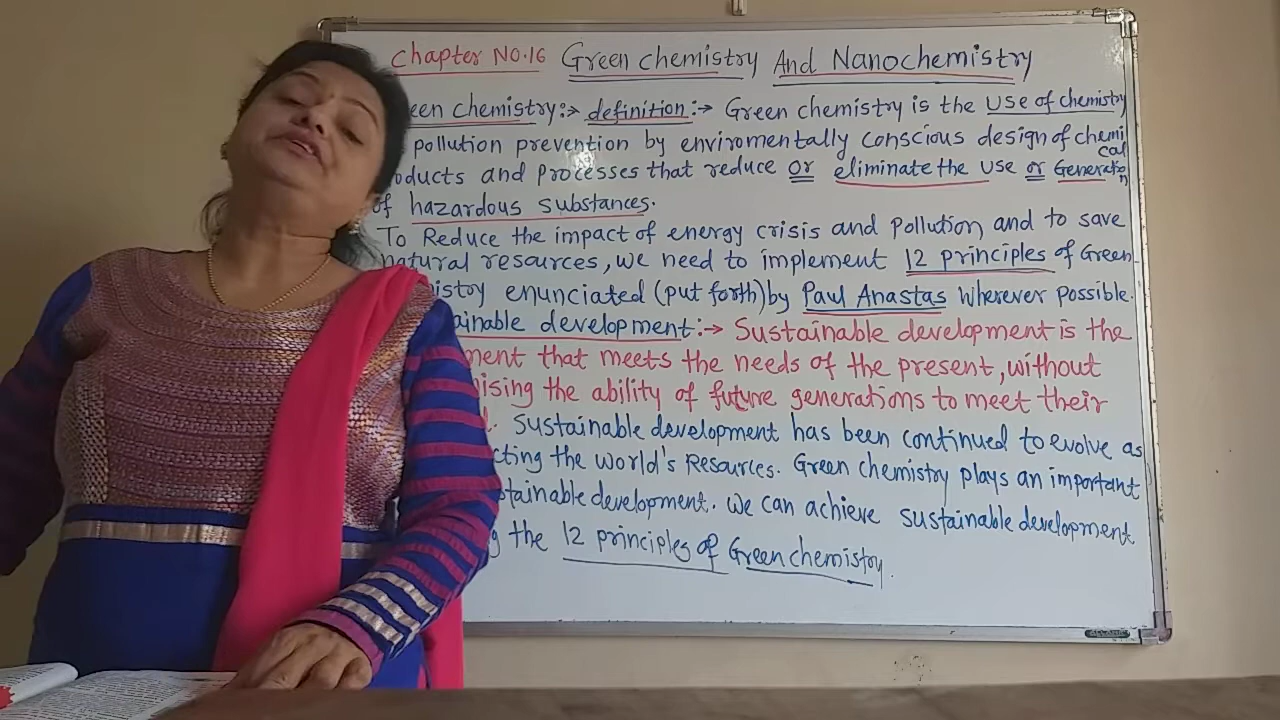 Chapter No.16 Green chemistry And Nanochemistry
een chemistry:→ definition:→ Green chemistry is the use of chemistry
pollution prevention by enviromentally conscious design of chemi
cal
oducts and processes that reduce or eliminate the use or Generation
of hazardous substances.
To Reduce the impact of energy crisis and Pollution and to save
natural resources, we need to implement 12 principles of Green-
istry enunciated (put forth) by Paul Anastas wherever possible.
ainable development:→ Sustainable development is the
ment that meets the needs of the present, without
ising the ability of future generations to meet their
Sustainable development has been continued to evolve as
cting the world's Resources. Green chemistry plays an important
stainable development. We can achieve sustainable development
g the 12 principles of Green chemistry.